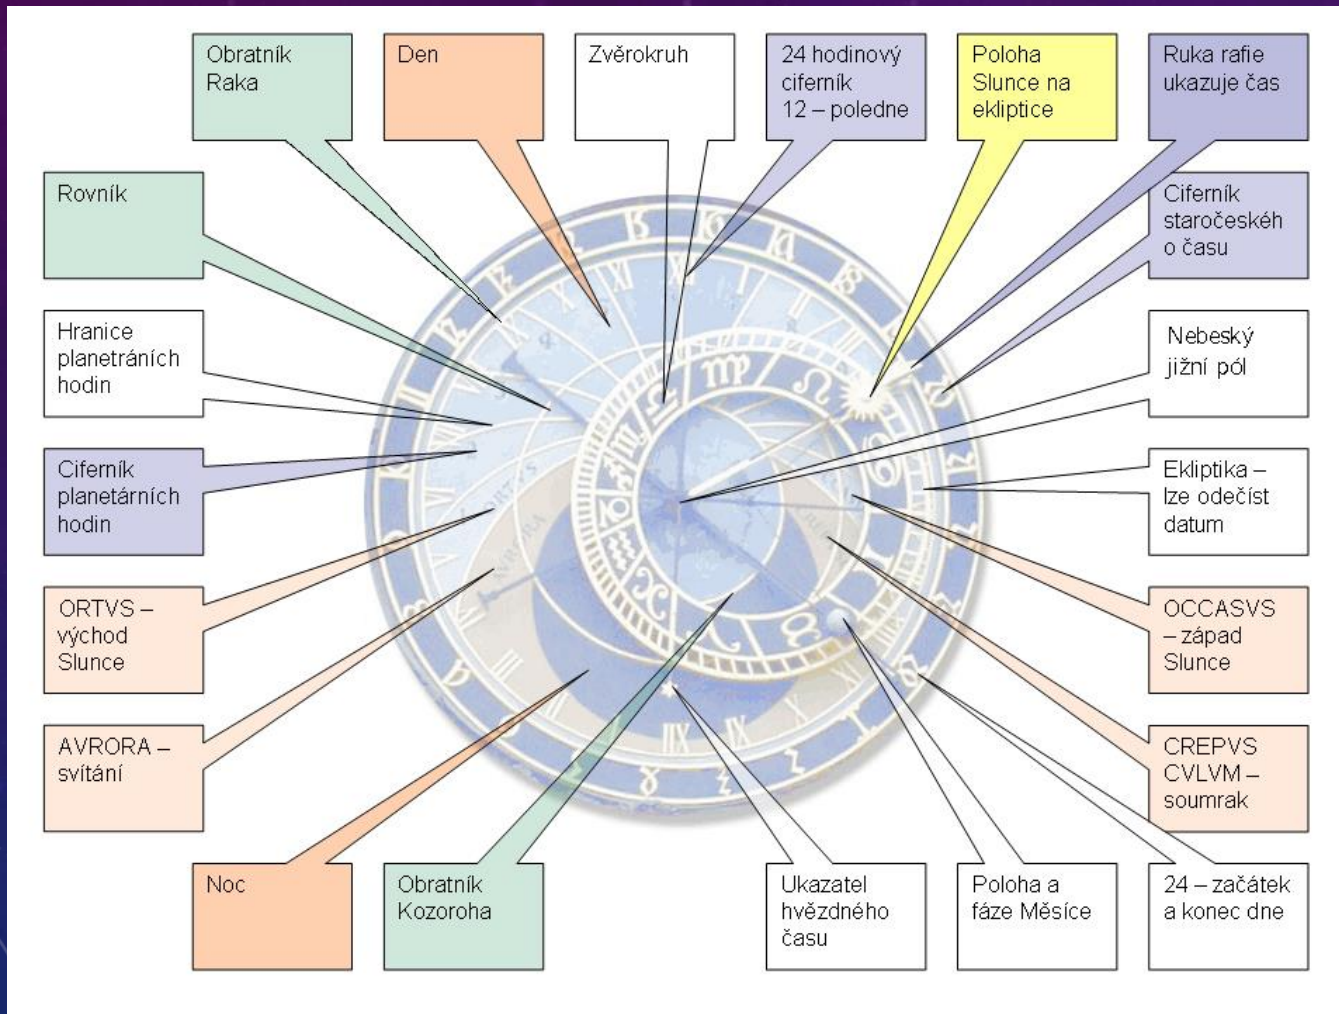 Obratník
Raka
Den
Zvěrokruh
24 hodinový
ciferník
12 – poledne
Poloha
Slunce na
ekliptice
Ruka rafie
ukazuje čas
Rovník
Ciferník
staročeskéh
o času
Hranice
planetráních
hodin
Nebeský
jižní pól
Ciferník
planetárních
hodin
Ekliptika –
lze odečíst
datum
ORTVS –
východ
Slunce
OCCASVS
– západ
Slunce
AVRORA –
svítání
CREPVS
CVLVM –
soumrak
Noc
Obratník
Kozoroha
Ukazatel
hvězdného
času
Poloha a
fáze Měsíce
24 – začátek
a konec dne